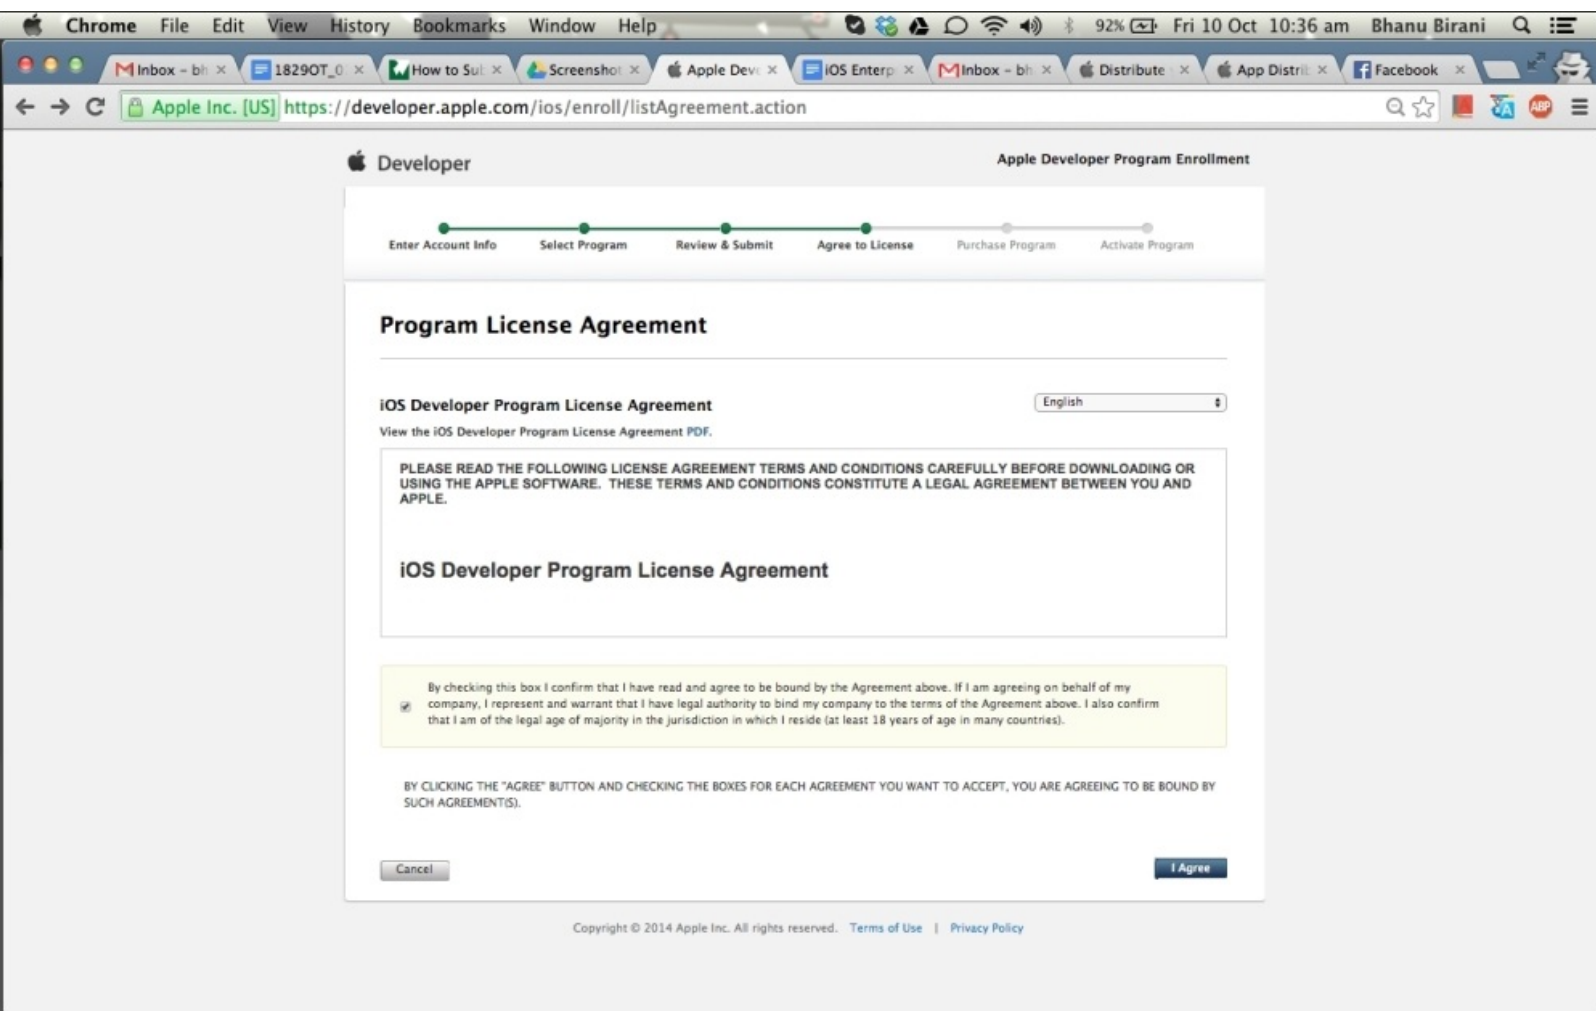 Chrome File Edit View History Bookmarks Window Help 92% Fri 10 Oct 10:36 am Bhanu Birani
Inbox - bh 1829OT_0 How to Sub Screenshot Apple Deve iOS Enterp Inbox - bh Distribute App Distrib Facebook
Apple Inc. [US] https://developer.apple.com/ios/enroll/listAgreement.action ABP
Developer Apple Developer Program Enrollment
Enter Account Info Select Program Review & Submit Agree to License Purchase Program Activate Program
Program License Agreement
iOS Developer Program License Agreement English
View the iOS Developer Program License Agreement PDF.
PLEASE READ THE FOLLOWING LICENSE AGREEMENT TERMS AND CONDITIONS CAREFULLY BEFORE DOWNLOADING OR
USING THE APPLE SOFTWARE. THESE TERMS AND CONDITIONS CONSTITUTE A LEGAL AGREEMENT BETWEEN YOU AND
APPLE.
iOS Developer Program License Agreement
By checking this box I confirm that I have read and agree to be bound by the Agreement above. If I am agreeing on behalf of my
company, I represent and warrant that I have legal authority to bind my company to the terms of the Agreement above. I also confirm
that I am of the legal age of majority in the jurisdiction in which I reside (at least 18 years of age in many countries).
BY CLICKING THE "AGREE" BUTTON AND CHECKING THE BOXES FOR EACH AGREEMENT YOU WANT TO ACCEPT, YOU ARE AGREEING TO BE BOUND BY
SUCH AGREEMENT(S).
Cancel I Agree
Copyright © 2014 Apple Inc. All rights reserved. Terms of Use | Privacy Policy